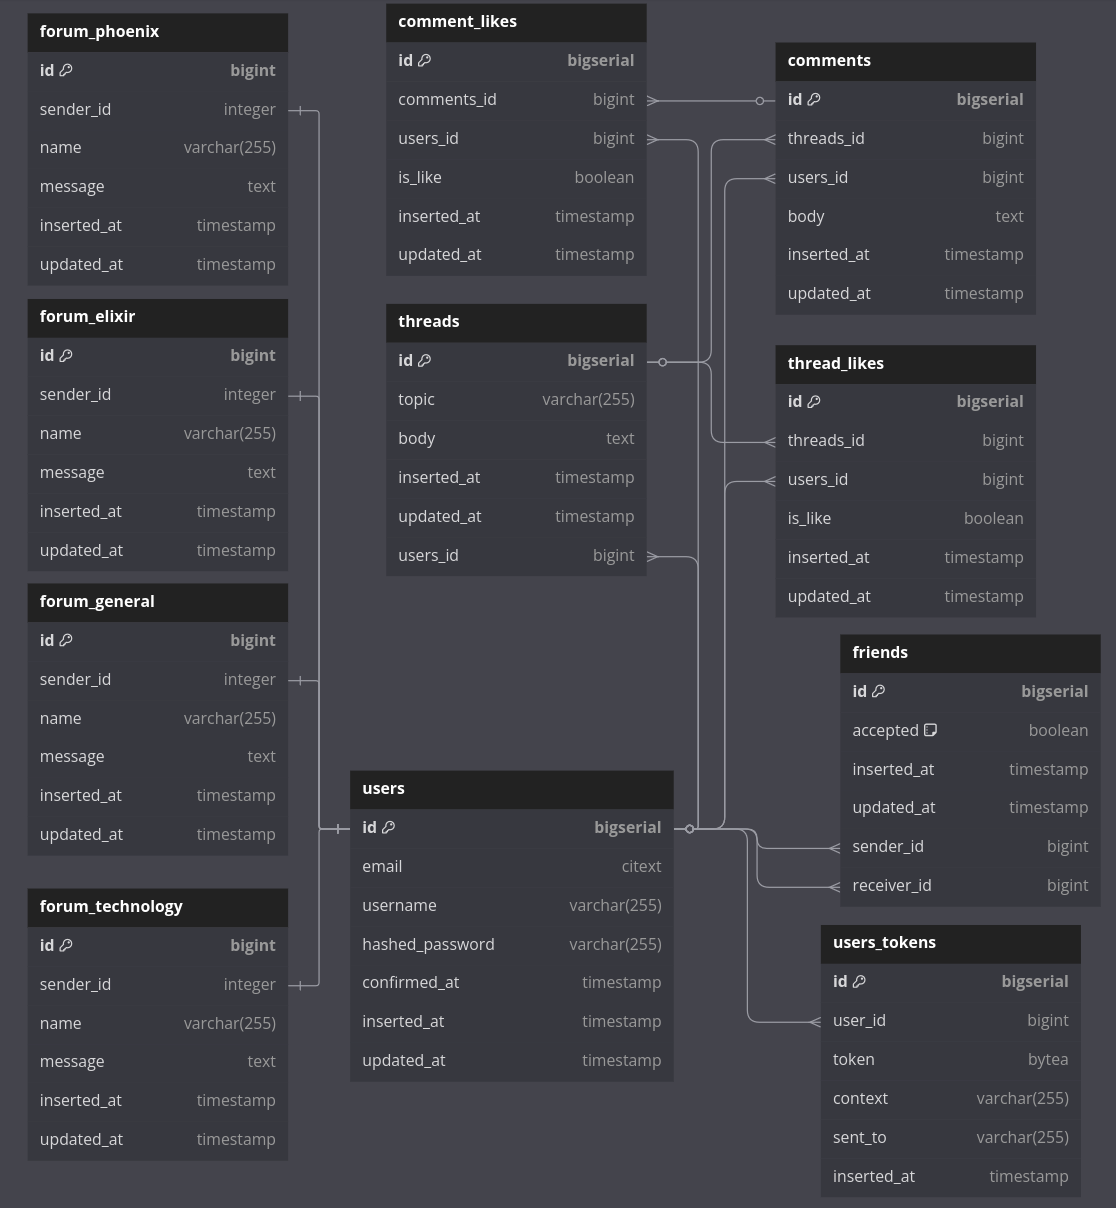 forum_phoenix
id bigint
sender_id integer
name varchar(255)
message text
inserted_at timestamp
updated_at timestamp
forum_elixir
id bigint
sender_id integer
name varchar(255)
message text
inserted_at timestamp
updated_at timestamp
forum_general
id bigint
sender_id integer
name varchar(255)
message text
inserted_at timestamp
updated_at timestamp
forum_technology
id bigint
sender_id integer
name varchar(255)
message text
inserted_at timestamp
updated_at timestamp
comment_likes
id bigserial
comments_id bigint
users_id bigint
is_like boolean
inserted_at timestamp
updated_at timestamp
threads
id bigserial
topic varchar(255)
body text
inserted_at timestamp
updated_at timestamp
users_id bigint
users
id bigserial
email citext
username varchar(255)
hashed_password varchar(255)
confirmed_at timestamp
inserted_at timestamp
updated_at timestamp
comments
id bigserial
threads_id bigint
users_id bigint
body text
inserted_at timestamp
updated_at timestamp
thread_likes
id bigserial
threads_id bigint
users_id bigint
is_like boolean
inserted_at timestamp
updated_at timestamp
friends
id bigserial
accepted boolean
inserted_at timestamp
updated_at timestamp
sender_id bigint
receiver_id bigint
users_tokens
id bigserial
user_id bigint
token bytea
context varchar(255)
sent_to varchar(255)
inserted_at timestamp